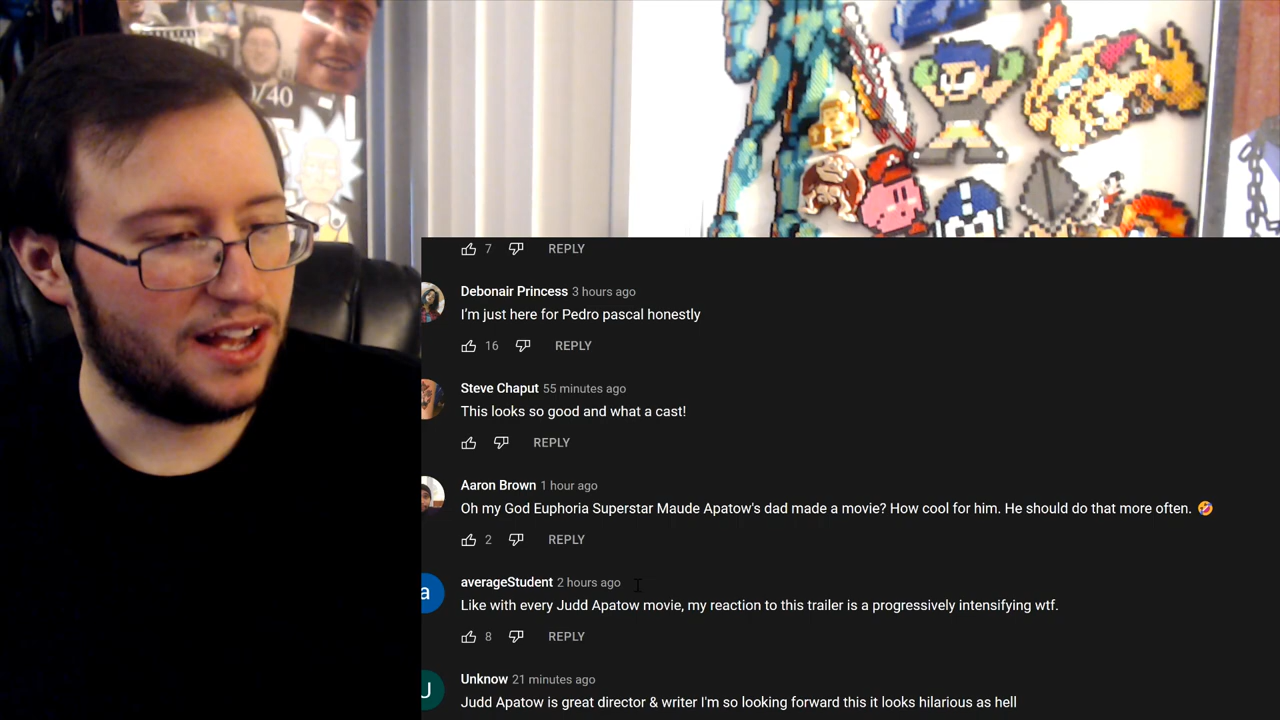 0/40
7 REPLY
Debonair Princess 3 hours ago
I'm just here for Pedro pascal honestly
16 REPLY
Steve Chaput 55 minutes ago
This looks so good and what a cast!
REPLY
Aaron Brown 1 hour ago
Oh my God Euphoria Superstar Maude Apatow's dad made a movie? How cool for him. He should do that more often. 🤣
2 REPLY
a
averageStudent 2 hours ago
Like with every Judd Apatow movie, my reaction to this trailer is a progressively intensifying wtf.
8 REPLY
U
Unknow 21 minutes ago
Judd Apatow is great director & writer I'm so looking forward this it looks hilarious as hell